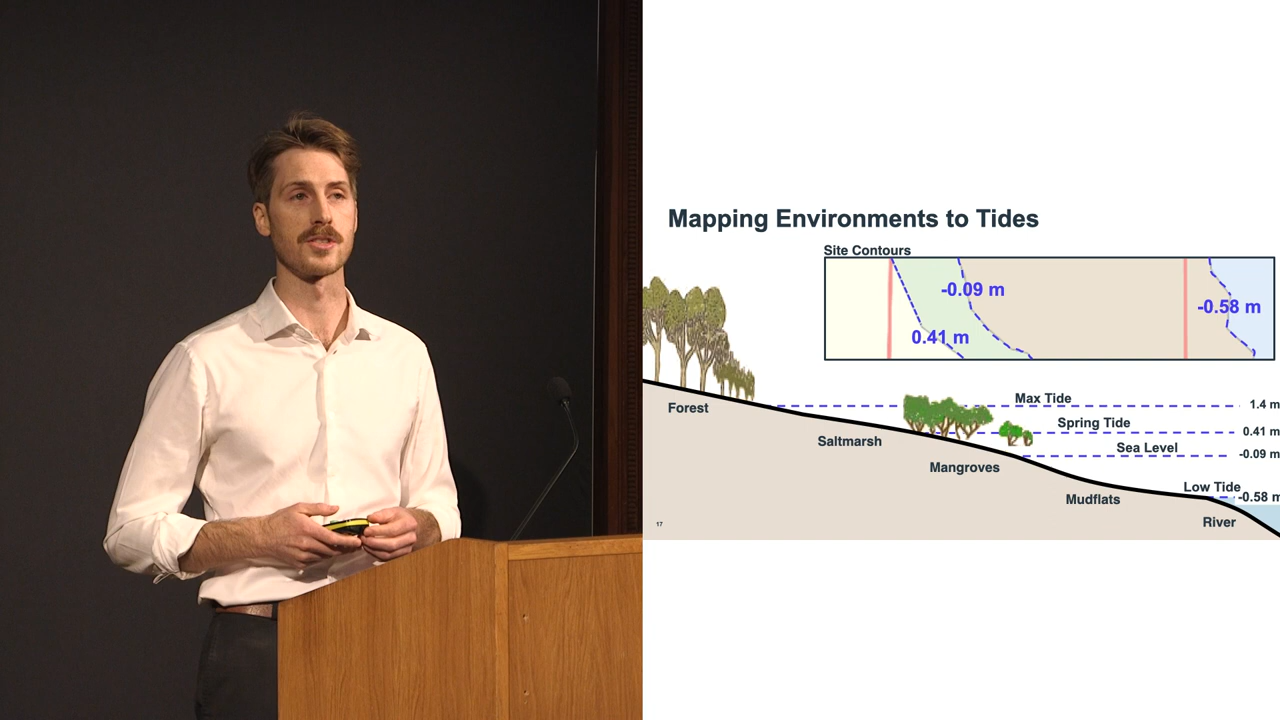 Mapping Environments to Tides
Site Contours
-0.09 m
-0.58 m
0.41 m
Max Tide
1.4 m
Forest
Spring Tide
0.41 m
Saltmarsh
Sea Level
-0.09 m
Mangroves
Low Tide
-0.58 m
Mudflats
River
17